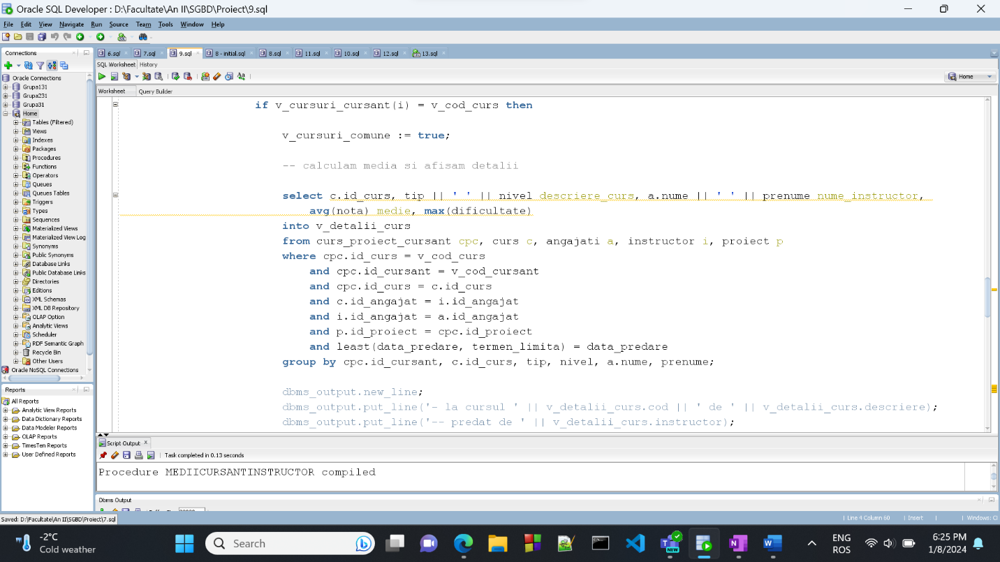 Oracle SQL Developer : D:\Facultate\An II\SGBD\Proiect\9.sql
File Edit View Navigate Run Source Team Tools Window Help
Connections
6.sql 7.sql 9.sql 8 - initial.sql 8.sql 11.sql 10.sql 12.sql 13.sql
SQL Worksheet History
Home
Worksheet Query Builder
Oracle Connections
Grupa131
Grupa231
Grupa31
Home
Tables (Filtered)
Views
Indexes
Packages
Procedures
Functions
Operators
Queues
Queues Tables
Triggers
Types
Sequences
Materialized Views
Materialized View Log
Synonyms
Public Synonyms
Database Links
Public Database Links
Directories
Editions
XML Schemas
XML DB Repository
OLAP Option
Analytic Views
Scheduler
RDF Semantic Graph
Recycle Bin
Other Users
Oracle NoSQL Connections
if v_cursuri_cursant(i) = v_cod_curs then
v_cursuri_comune := true;
-- calculam media si afisam detalii
select c.id_curs, tip || ' ' || nivel descriere_curs, a.nume || ' ' || prenume nume_instructor,
avg(nota) medie, max(dificultate)
into v_detalii_curs
from curs_proiect_cursant cpc, curs c, angajati a, instructor i, proiect p
where cpc.id_curs = v_cod_curs
and cpc.id_cursant = v_cod_cursant
and cpc.id_curs = c.id_curs
and c.id_angajat = i.id_angajat
and i.id_angajat = a.id_angajat
and p.id_proiect = cpc.id_proiect
and least(data_predare, termen_limita) = data_predare
group by cpc.id_cursant, c.id_curs, tip, nivel, a.nume, prenume;
dbms_output.new_line;
dbms_output.put_line('- la cursul ' || v_detalii_curs.cod || ' de ' || v_detalii_curs.descriere);
dbms_output.put_line('-- predat de ' || v_detalii_curs.instructor);
Reports
All Reports
Analytic View Reports
Data Dictionary Reports
Data Modeler Reports
OLAP Reports
TimesTen Reports
User Defined Reports
Script Output
Task completed in 0.13 seconds
Procedure MEDIICURSANTINSTRUCTOR compiled
Dbms Output
Saved: D:\Facultate\An II\SGBD\Proiect\7.sql
Line 4 Column 60 Insert Windows: Cl
-2°C
Cold weather
Search
NEW
ENG
ROS
6:25 PM
1/8/2024